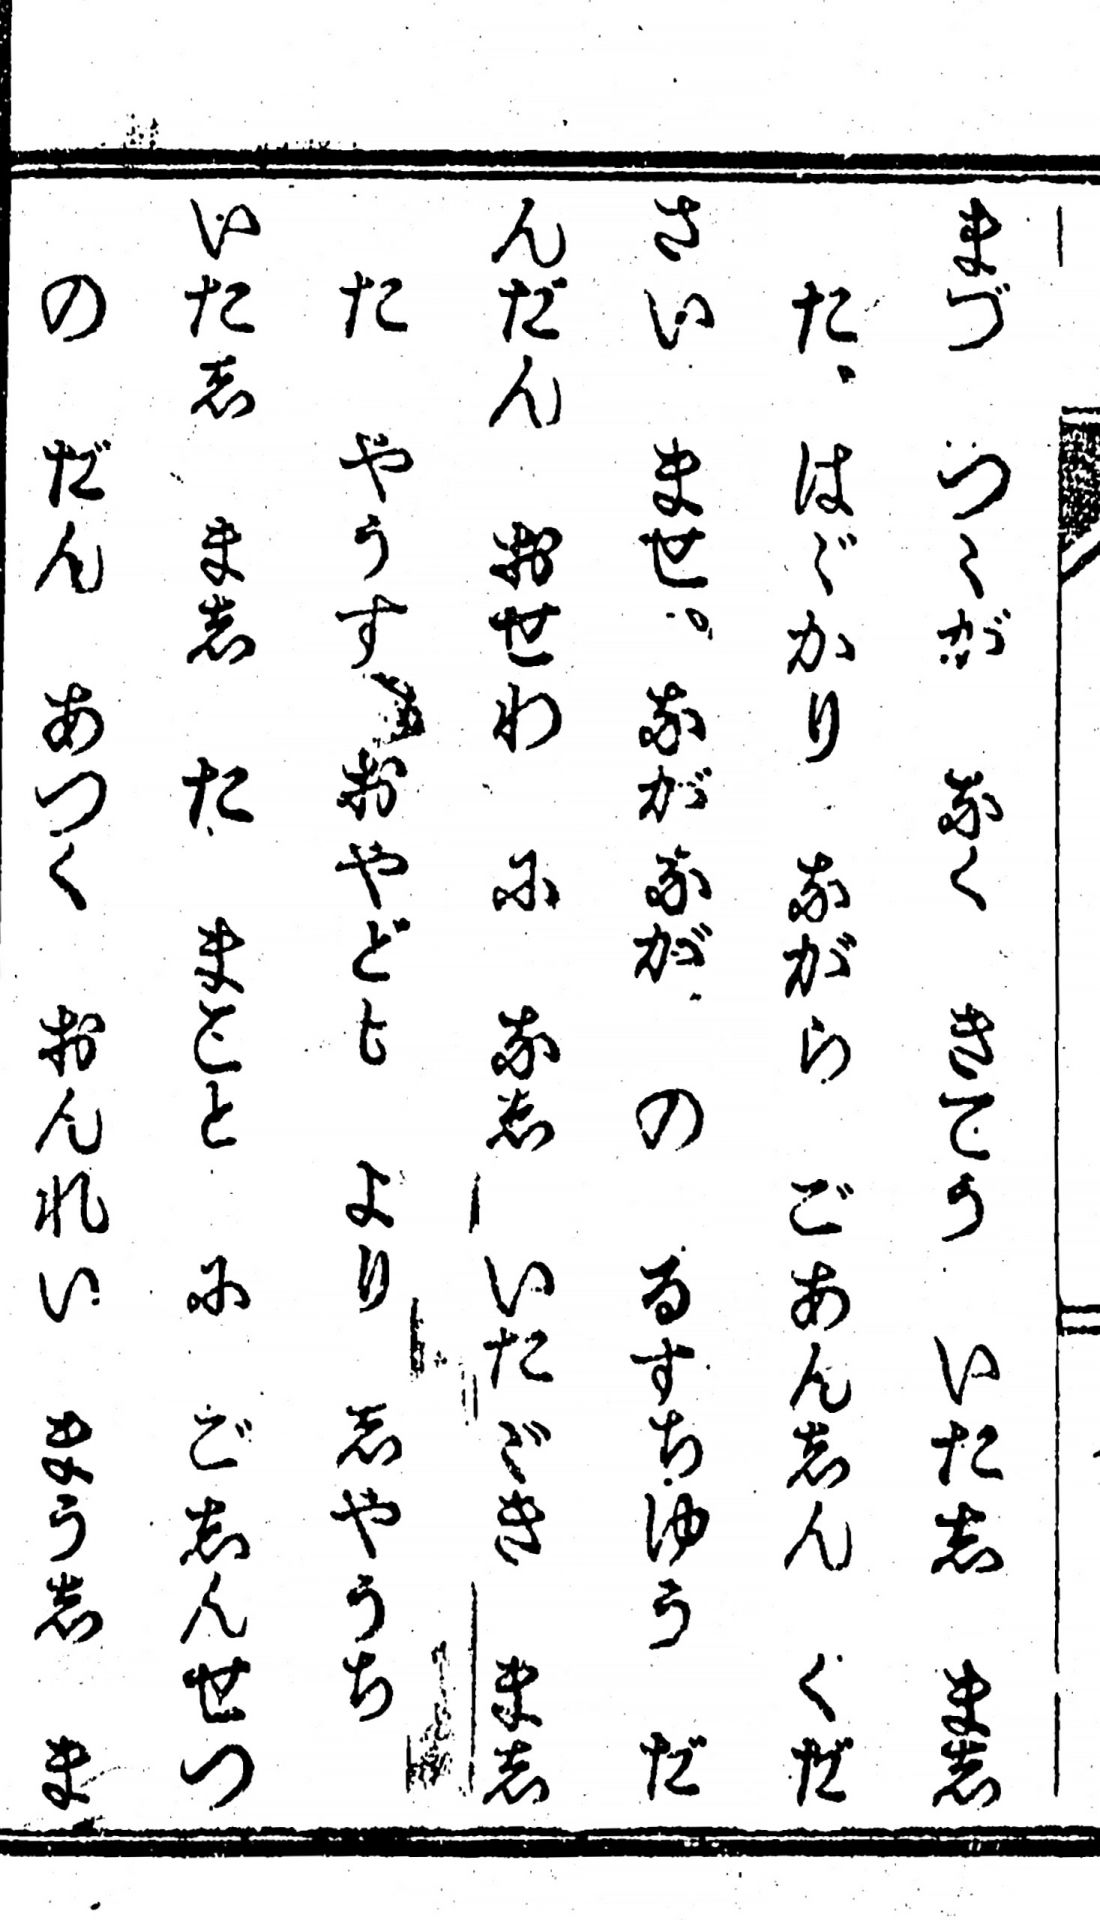 まづ つゝが なく きてう いたし まし
た、はゞかり ながら ごあんしん くだ
さい ませ。ながなが の るすちゆう だ
んだん おせわ に なし いたゞき まし
た やうす おやども より しやうち
いたし まし た まこと に ごしんせつ
の だん あつく おんれい まうし ま